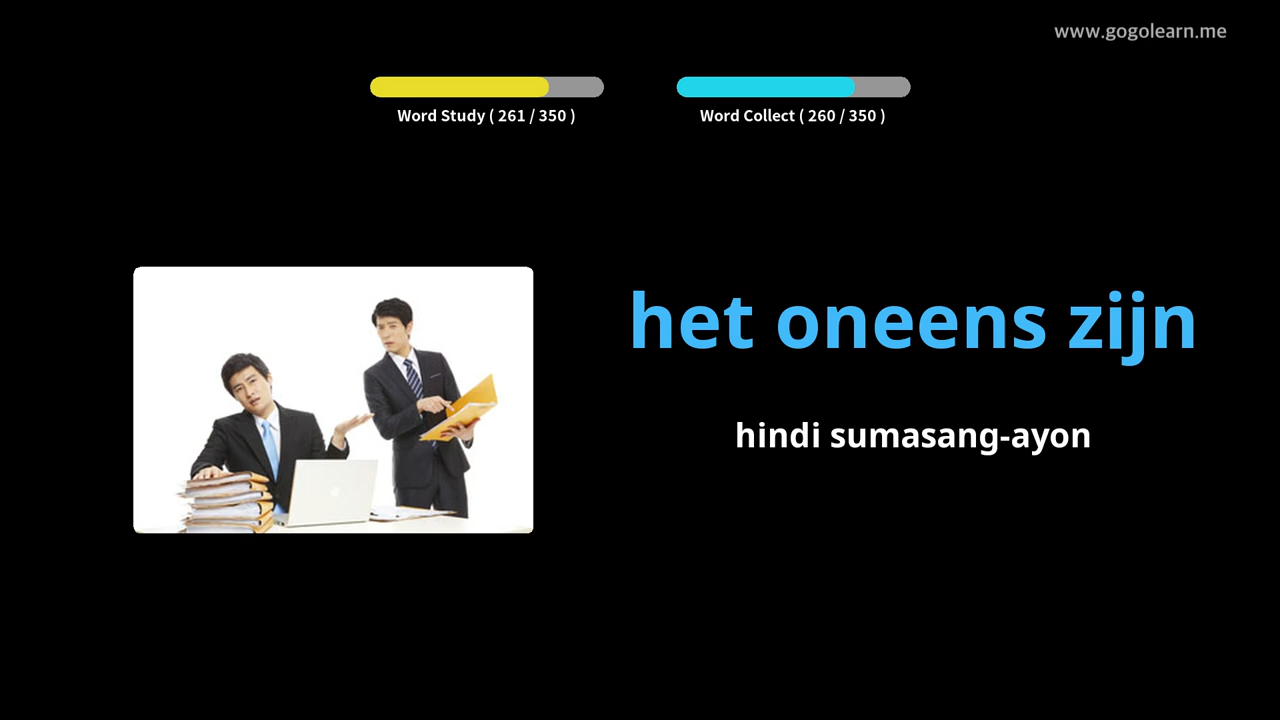 www.gogolearn.me
Word Study ( 261 / 350 )
Word Collect ( 260 / 350 )
het oneens zijn
hindi sumasang-ayon